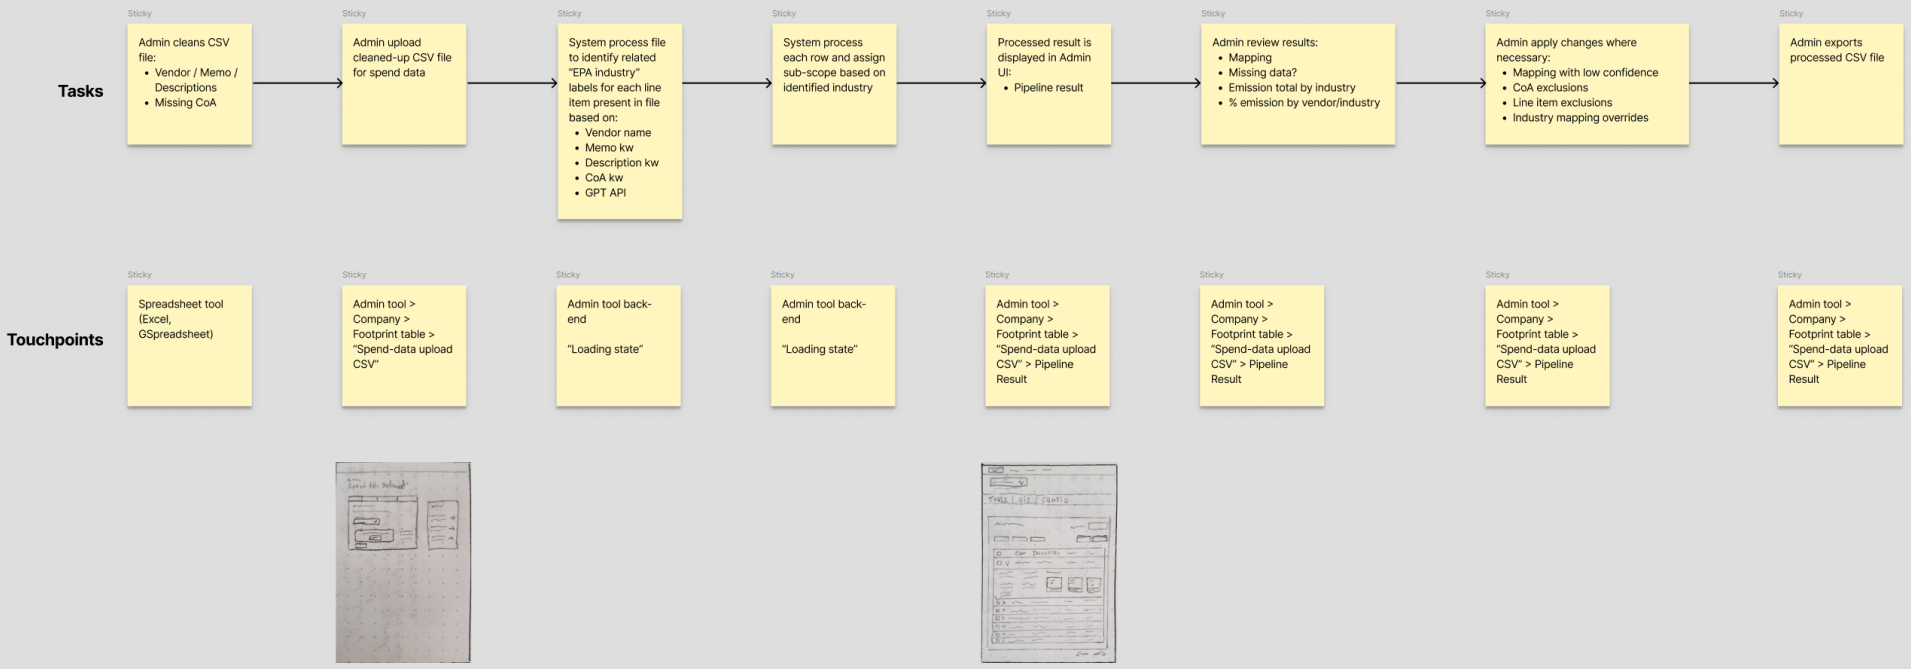 Sticky
Sticky
Sticky
Sticky
Sticky
Sticky
Sticky
Sticky
Tasks
Admin cleans CSV
file:
• Vendor / Memo /
Descriptions
• Missing CoA
Admin upload
cleaned-up CSV file
for spend data
System process file
to identify related
“EPA industry”
labels for each line
item present in file
based on:
• Vendor name
• Memo kw
• Description kw
• CoA kw
• GPT API
System process
each row and assign
sub-scope based on
identified industry
Processed result is
displayed in Admin
UI:
• Pipeline result
Admin review results:
• Mapping
• Missing data?
• Emission total by industry
• % emission by vendor/industry
Admin apply changes where
necessary:
• Mapping with low confidence
• CoA exclusions
• Line item exclusions
• Industry mapping overrides
Admin exports
processed CSV file
Sticky
Sticky
Sticky
Sticky
Sticky
Sticky
Sticky
Sticky
Touchpoints
Spreadsheet tool
(Excel,
GSpreadsheet)
Admin tool >
Company >
Footprint table >
“Spend-data upload
CSV”
Admin tool back-
end
“Loading state”
Admin tool back-
end
“Loading state”
Admin tool >
Company >
Footprint table >
“Spend-data upload
CSV” > Pipeline
Result
Admin tool >
Company >
Footprint table >
“Spend-data upload
CSV” > Pipeline
Result
Admin tool >
Company >
Footprint table >
“Spend-data upload
CSV” > Pipeline
Result
Admin tool >
Company >
Footprint table >
“Spend-data upload
CSV” > Pipeline
Result
TABLE | VIZ | CONFIG